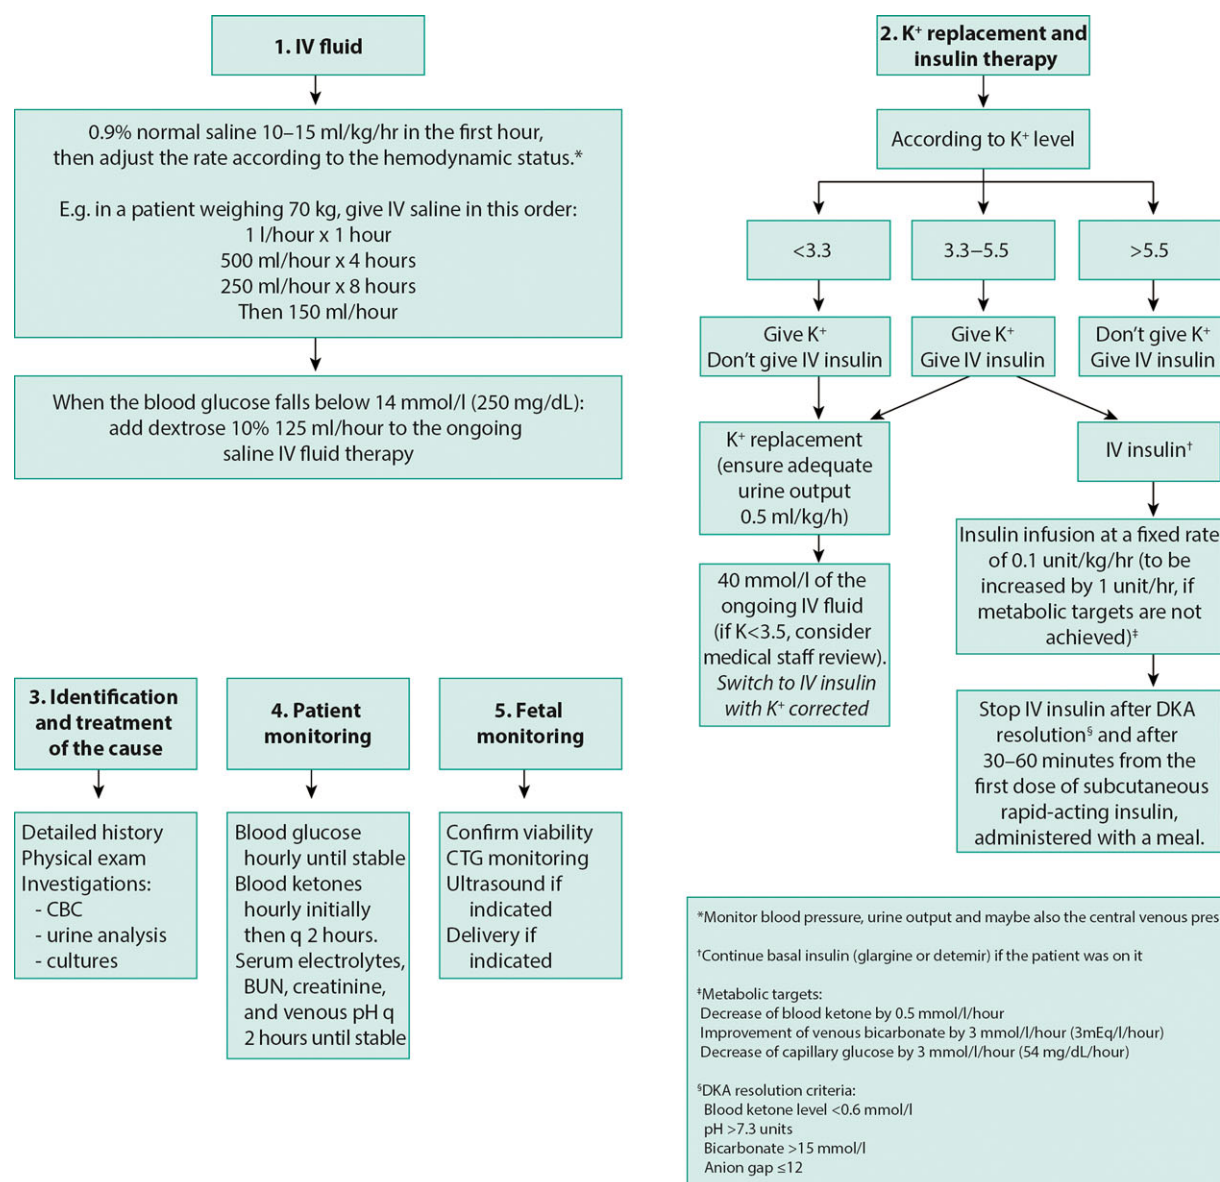 1. IV fluid
0.9% normal saline 10–15 ml/kg/hr in the first hour,
then adjust the rate according to the hemodynamic status.*
E.g. in a patient weighing 70 kg, give IV saline in this order:
1 l/hour x 1 hour
500 ml/hour x 4 hours
250 ml/hour x 8 hours
Then 150 ml/hour
When the blood glucose falls below 14 mmol/l (250 mg/dL):
add dextrose 10% 125 ml/hour to the ongoing
saline IV fluid therapy
2. K⁺ replacement and
insulin therapy
According to K⁺ level
<3.3
3.3–5.5
>5.5
Give K⁺
Don't give IV insulin
Give K⁺
Give IV insulin
Don't give K⁺
Give IV insulin
K⁺ replacement
(ensure adequate
urine output
0.5 ml/kg/h)
IV insulin†
40 mmol/l of the
ongoing IV fluid
(if K<3.5, consider
medical staff review).
Switch to IV insulin
with K⁺ corrected
Insulin infusion at a fixed rate
of 0.1 unit/kg/hr (to be
increased by 1 unit/hr, if
metabolic targets are not
achieved)‡
Stop IV insulin after DKA
resolution§ and after
30–60 minutes from the
first dose of subcutaneous
rapid-acting insulin,
administered with a meal.
3. Identification
and treatment
of the cause
Detailed history
Physical exam
Investigations:
- CBC
- urine analysis
- cultures
4. Patient
monitoring
Blood glucose
hourly until stable
Blood ketones
hourly initially
then q 2 hours.
Serum electrolytes,
BUN, creatinine,
and venous pH q
2 hours until stable
5. Fetal
monitoring
Confirm viability
CTG monitoring
Ultrasound if
indicated
Delivery if
indicated
*Monitor blood pressure, urine output and maybe also the central venous pres
†Continue basal insulin (glargine or detemir) if the patient was on it
‡Metabolic targets:
Decrease of blood ketone by 0.5 mmol/l/hour
Improvement of venous bicarbonate by 3 mmol/l/hour (3mEq/l/hour)
Decrease of capillary glucose by 3 mmol/l/hour (54 mg/dL/hour)
§DKA resolution criteria:
Blood ketone level <0.6 mmol/l
pH >7.3 units
Bicarbonate >15 mmol/l
Anion gap ≤12